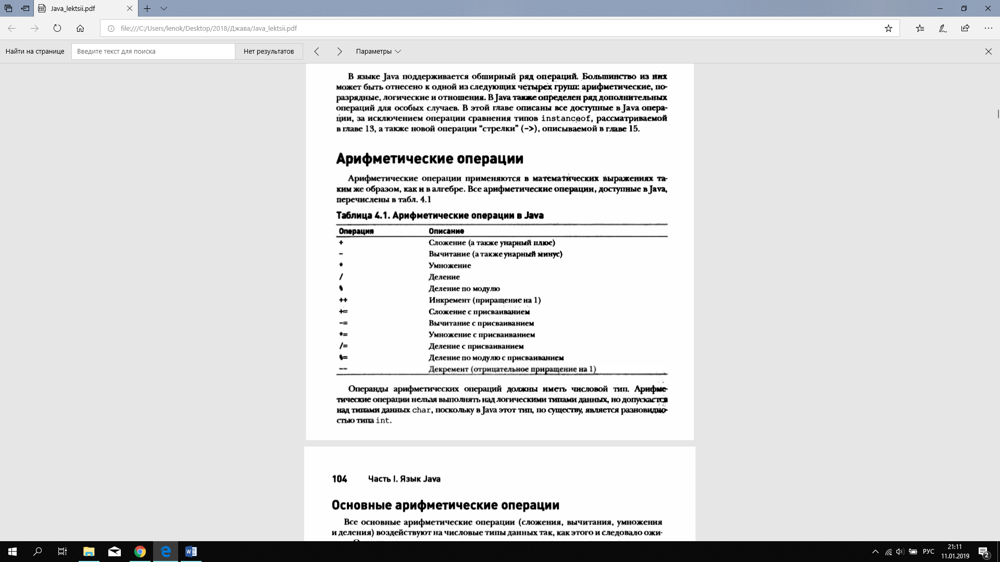 Java_lektsii.pdf
file:///C:/Users/lenok/Desktop/2018/Джава/Java_lektsii.pdf
Найти на странице Введите текст для поиска Нет результатов Параметры
В языке Java поддерживается обширный ряд операций. Большинство из них
может быть отнесено к одной из следующих четырех групп: арифметические, по-
разрядные, логические и отношения. В Java также определен ряд дополнительных
операций для особых случаев. В этой главе описаны все доступные в Java опера-
ции, за исключением операции сравнения типов instanceof, рассматриваемой
в главе 13, а также новой операции “стрелки” (->), описываемой в главе 15.
Арифметические операции
Арифметические операции применяются в математических выражениях та-
ким же образом, как и в алгебре. Все арифметические операции, доступные в Java,
перечислены в табл. 4.1
Таблица 4.1. Арифметические операции в Java
Операция Описание
+ Сложение (а также унарный плюс)
- Вычитание (а также унарный минус)
* Умножение
/ Деление
% Деление по модулю
++ Инкремент (приращение на 1)
+= Сложение с присваиванием
-= Вычитание с присваиванием
*= Умножение с присваиванием
/= Деление с присваиванием
%= Деление по модулю с присваиванием
-- Декремент (отрицательное приращение на 1)
Операнды арифметических операций должны иметь числовой тип. Арифме-
тические операции нельзя выполнять над логическими типами данных, но допускается
над типами данных char, поскольку в Java этот тип, по существу, является разновидно-
стью типа int.
104 Часть I. Язык Java
Основные арифметические операции
Все основные арифметические операции (сложения, вычитания, умножения
и деления) воздействуют на числовые типы данных так, как этого и следовало ожи-
РУС
21:11
11.01.2019
2